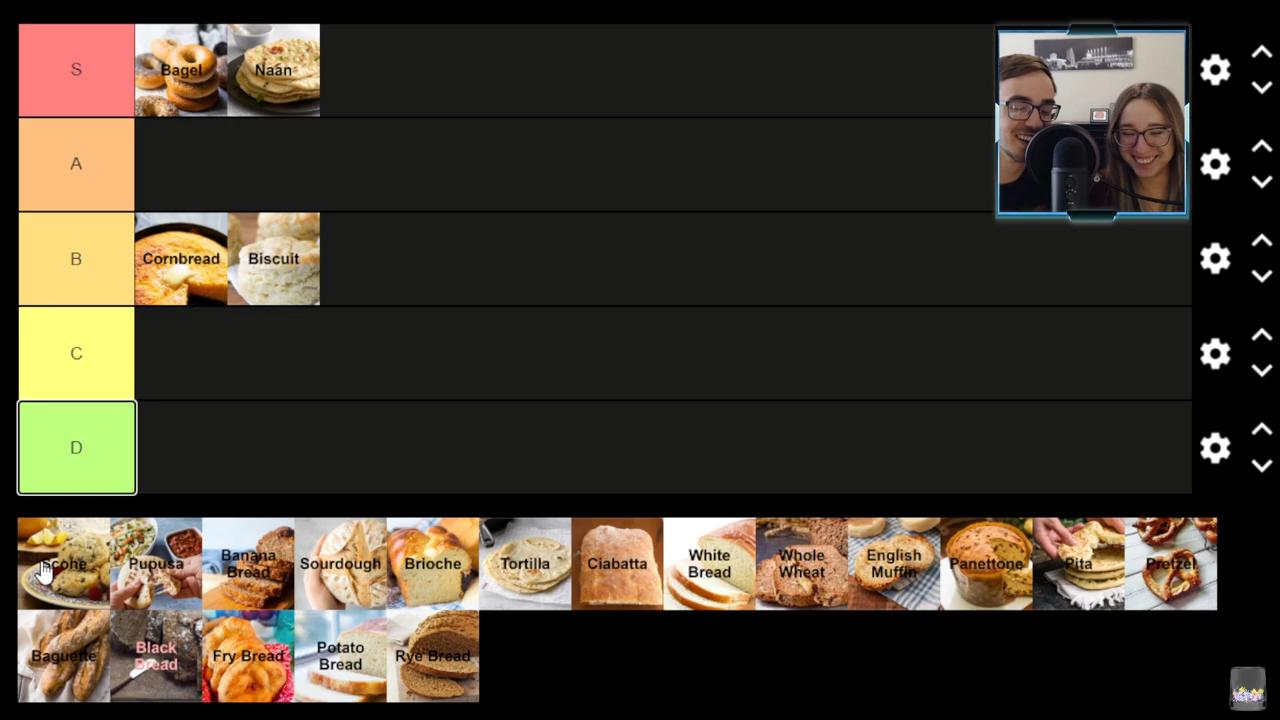 S
Bagel
Naan
A
B
Cornbread
Biscuit
C
D
Scone
Pupusa
Banana
Bread
Sourdough
Brioche
Tortilla
Ciabatta
White
Bread
Whole
Wheat
English
Muffin
Panettone
Pita
Pretzel
Baguette
Black
Bread
Fry Bread
Potato
Bread
Rye Bread